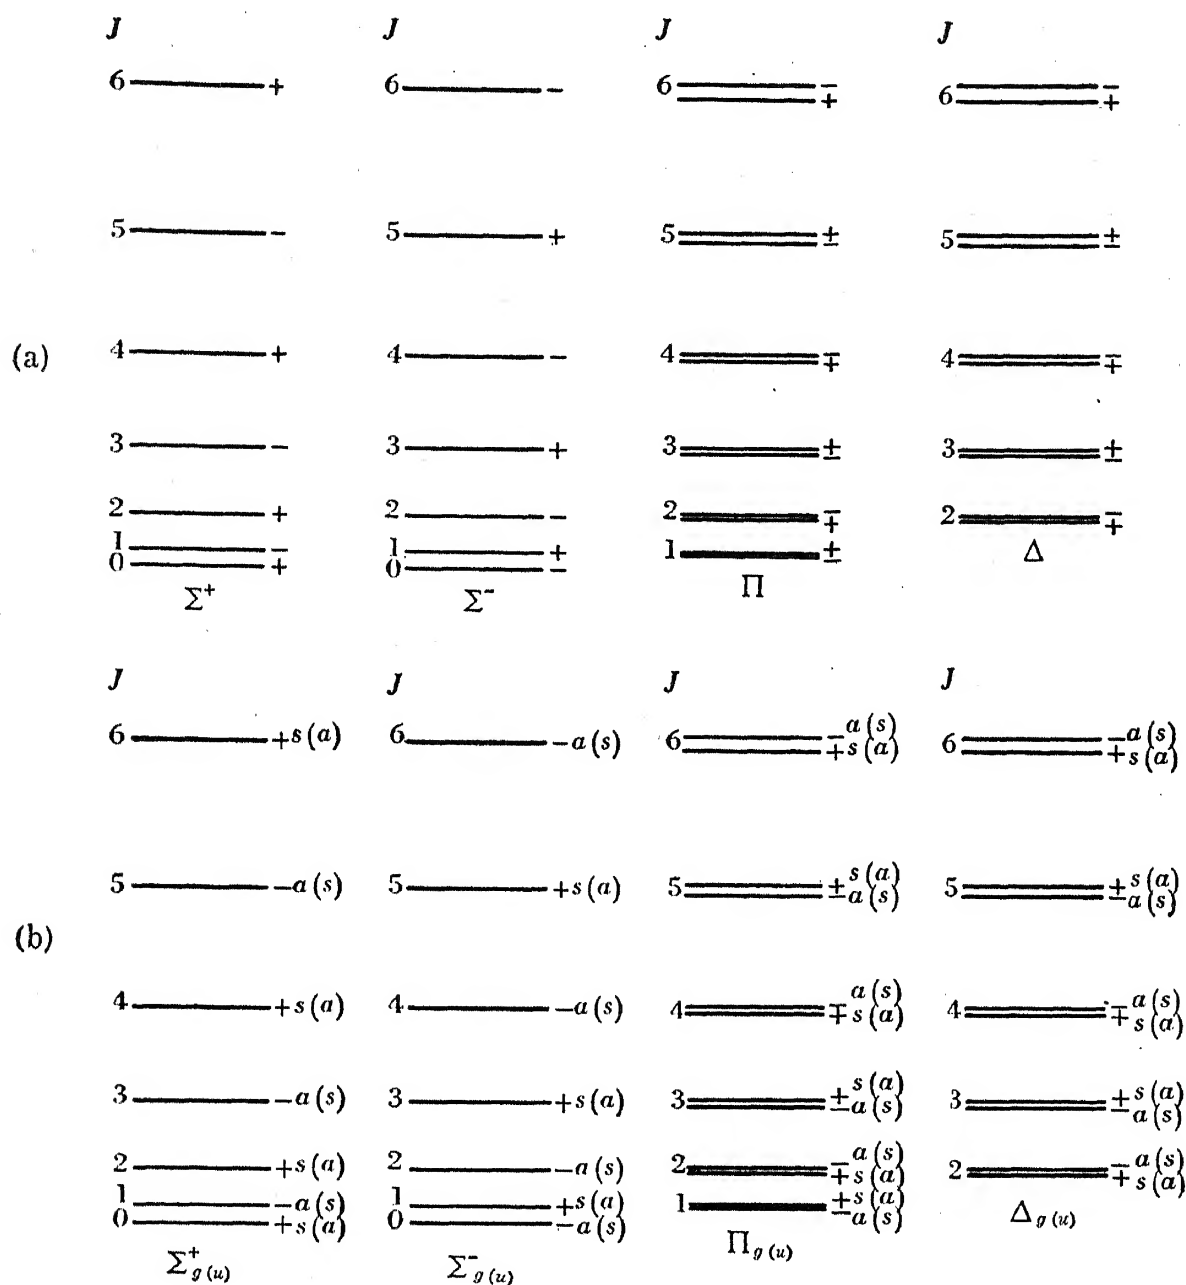 J J J J
6 + 6 − 6 − + 6 − +
5 − 5 + 5 + − 5 + −
(a)
4 + 4 − 4 − + 4 − +
3 − 3 + 3 + − 3 + −
2 + 2 − 2 − + 2 − +
1 − 1 + 1 + −
0 + 0 −
Σ⁺ Σ⁻ Π Δ
J J J J
6 +s(a) 6 −a(s) 6 −a(s) +s(a) 6 −a(s) +s(a)
5 −a(s) 5 +s(a) 5 +s(a) −a(s) 5 +s(a) −a(s)
(b)
4 +s(a) 4 −a(s) 4 −a(s) +s(a) 4 −a(s) +s(a)
3 −a(s) 3 +s(a) 3 +s(a) −a(s) 3 +s(a) −a(s)
2 +s(a) 2 −a(s) 2 −a(s) +s(a) 2 −a(s) +s(a)
1 −a(s) 1 +s(a) 1 +s(a) −a(s)
0 +s(a) 0 −a(s)
Σ⁺g(u) Σ⁻g(u) Πg(u) Δg(u)